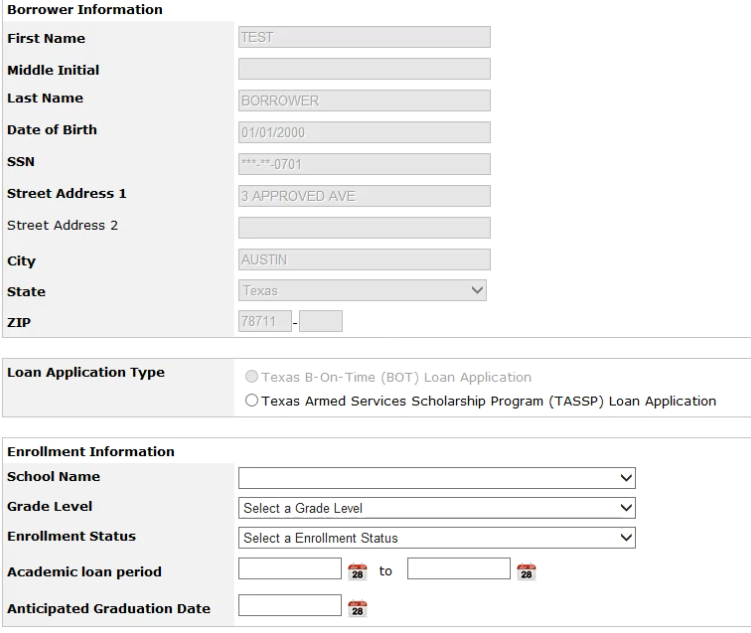 Borrower Information
First Name TEST
Middle Initial
Last Name BORROWER
Date of Birth 01/01/2000
SSN ***-**-0701
Street Address 1 3 APPROVED AVE
Street Address 2
City AUSTIN
State Texas
ZIP 78711 -
Loan Application Type Texas B-On-Time (BOT) Loan Application
Texas Armed Services Scholarship Program (TASSP) Loan Application
Enrollment Information
School Name
Grade Level Select a Grade Level
Enrollment Status Select a Enrollment Status
Academic loan period 28 to 28
Anticipated Graduation Date 28